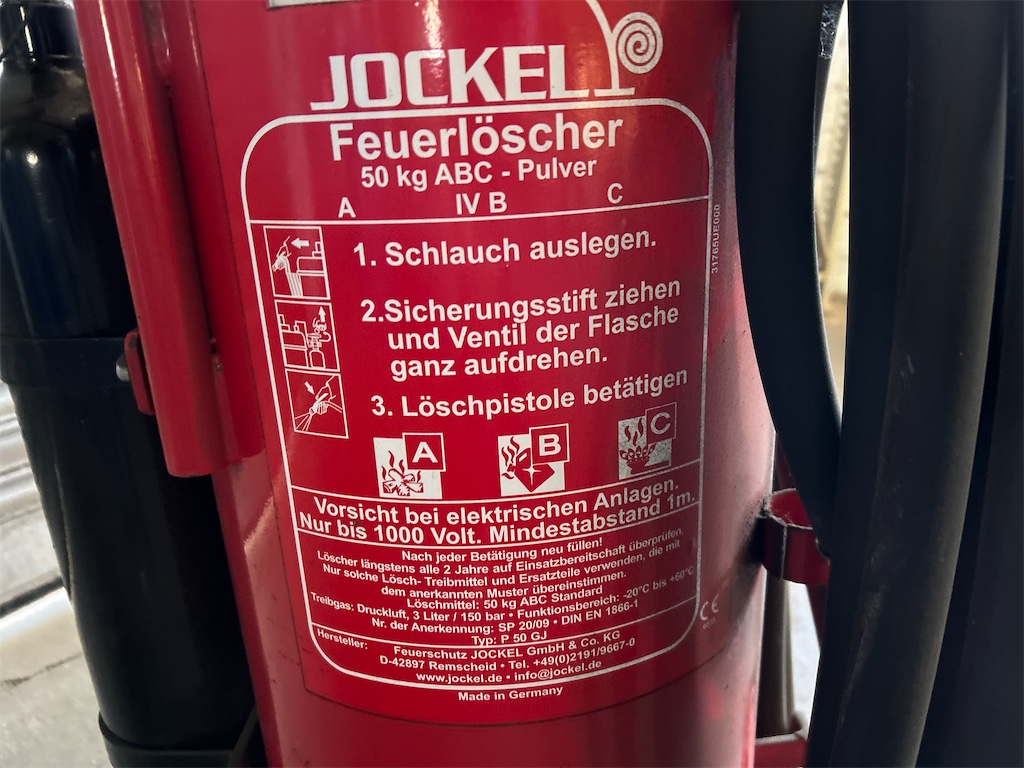 JOCKEL
Feuerlöscher
50 kg ABC - Pulver
A IV B C
1. Schlauch auslegen.
2.Sicherungsstift ziehen
und Ventil der Flasche
ganz aufdrehen.
3. Löschpistole betätigen
A B C
Vorsicht bei elektrischen Anlagen.
Nur bis 1000 Volt. Mindestabstand 1m.
Nach jeder Betätigung neu füllen!
Löscher längstens alle 2 Jahre auf Einsatzbereitschaft überprüfen.
Nur solche Lösch- Treibmittel und Ersatzteile verwenden, die mit
dem anerkannten Muster übereinstimmen.
Löschmittel: 50 kg ABC Standard
Treibgas: Druckluft, 3 Liter / 150 bar • Funktionsbereich: -20°C bis +60°C
Nr. der Anerkennung: SP 20/09 • DIN EN 1866-1
Typ: P 50 GJ
Hersteller: Feuerschutz JOCKEL GmbH & Co. KG
D-42897 Remscheid • Tel. +49(0)2191/9667-0
www.jockel.de • info@jockel.de
Made in Germany
31765UE000
CE